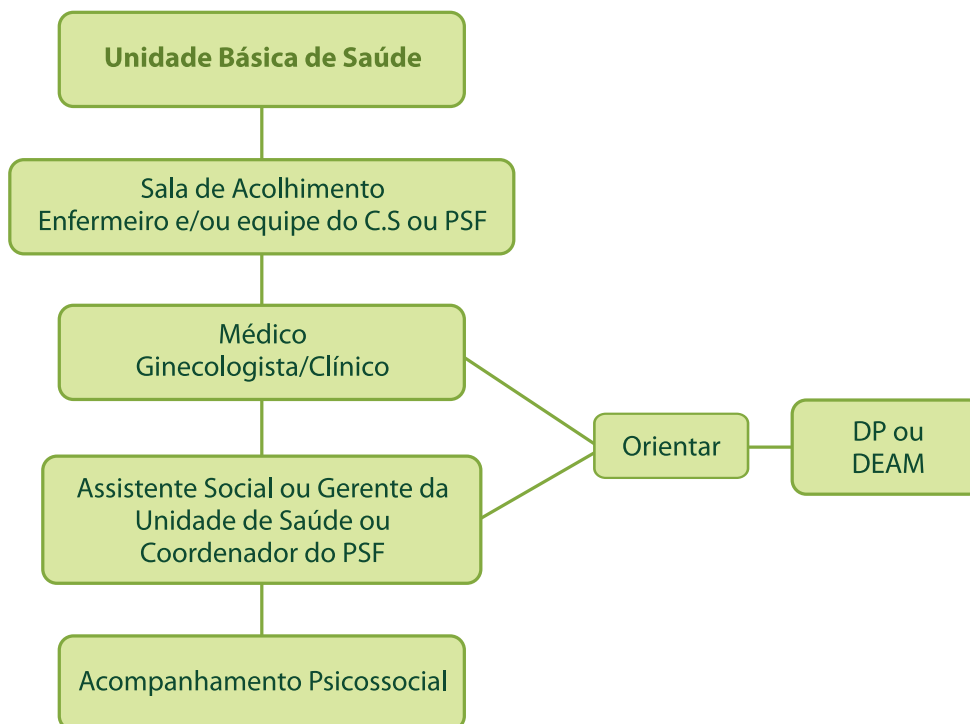 Unidade Básica de Saúde
Sala de Acolhimento
Enfermeiro e/ou equipe do C.S ou PSF
Médico
Ginecologista/Clínico
Orientar
DP ou
DEAM
Assistente Social ou Gerente da
Unidade de Saúde ou
Coordenador do PSF
Acompanhamento Psicossocial